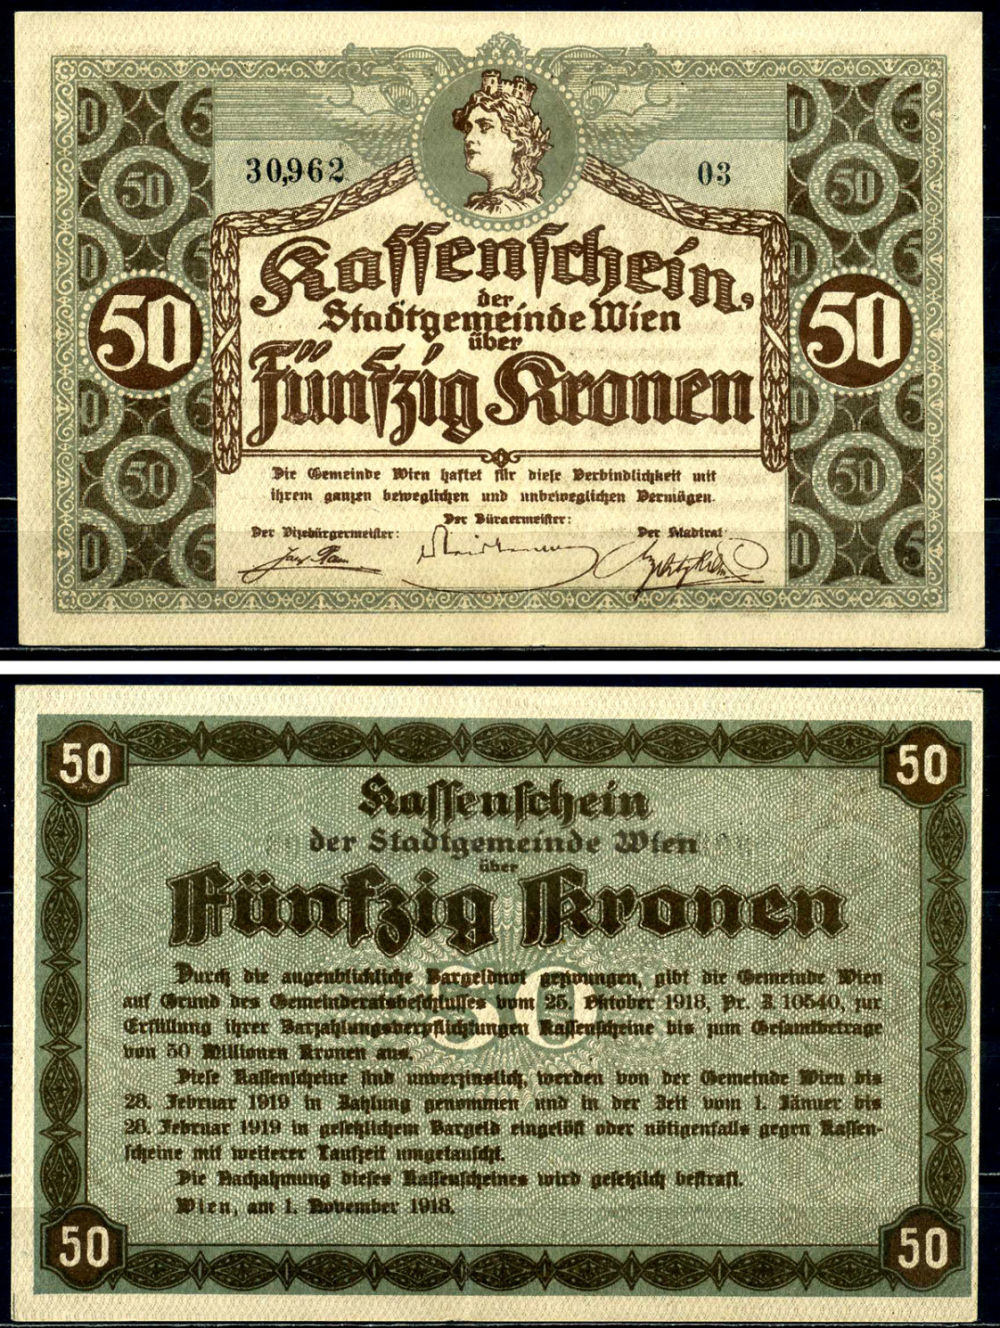 30,962
03
50
50
50
50
50
50
Kassenschein
der
Stadtgemeinde Wien
über
Fünfzig Kronen
Die Gemeinde Wien haftet für diese Verbindlichkeit mit
ihrem ganzen beweglichen und unbeweglichen Vermögen.
Der Bürgermeister:
Der Vizebürgermeister:
Der Stadtrat:
50
50
Kassenschein
der Stadtgemeinde Wien
über
Fünfzig Kronen
50
Durch die augenblickliche Bargeldnot gezwungen, gibt die Gemeinde Wien
auf Grund des Gemeinderatsbeschlusses vom 25. Oktober 1918, Pr. Z. 10540, zur
Erfüllung ihrer Barzahlungsverpflichtungen Kassenscheine bis zum Gesamtbetrage
von 50 Millionen Kronen aus.
Diese Kassenscheine sind unverzinslich, werden von der Gemeinde Wien bis
28. Februar 1919 in Zahlung genommen und in der Zeit vom 1. Jänner bis
28. Februar 1919 in gesetzlichem Bargeld eingelöst oder nötigenfalls gegen Kassen-
scheine mit weiterer Laufzeit umgetauscht.
Die Nachahmung dieses Kassenscheines wird gesetzlich bestraft.
Wien, am 1. November 1918.
50
50